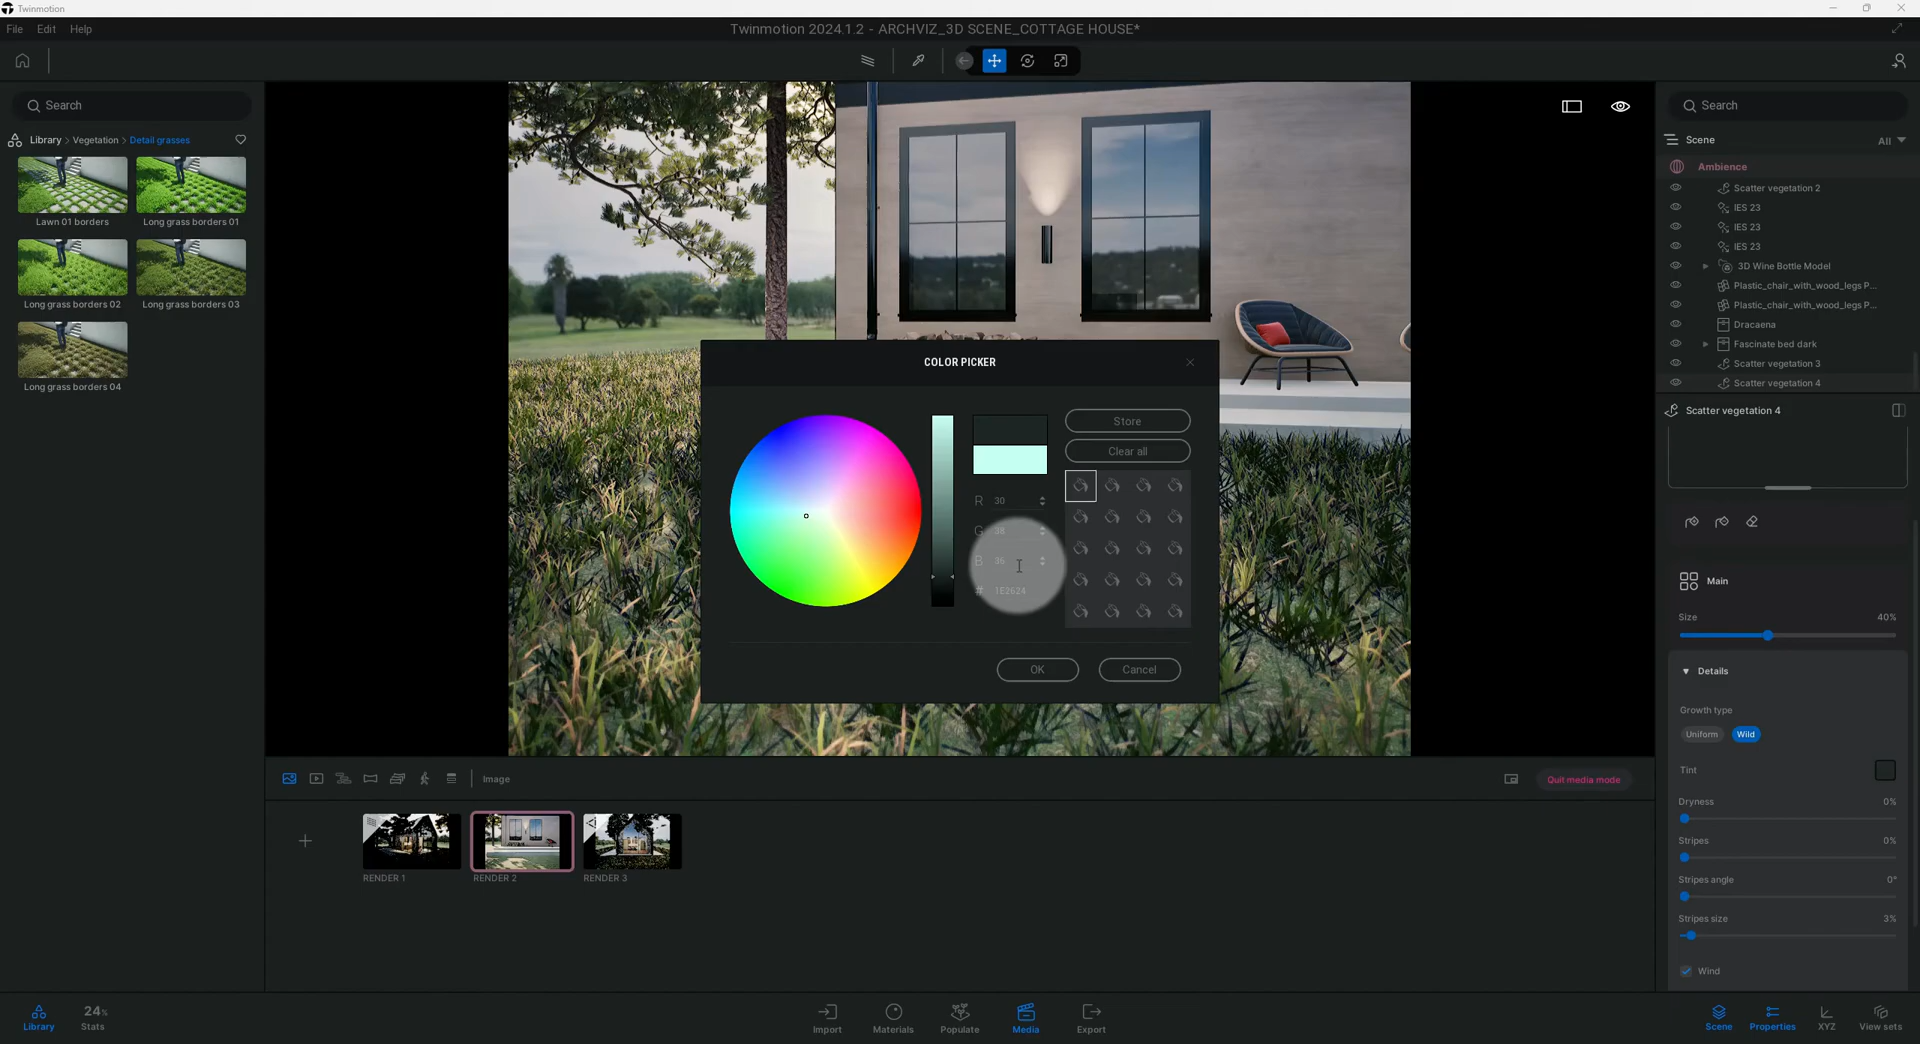 Twinmotion
File Edit Help
Twinmotion 2024.1.2 - ARCHVIZ_3D SCENE_COTTAGE HOUSE*
Search
Library > Vegetation > Detail grasses
Lawn 01 borders
Long grass borders 01
Long grass borders 02
Long grass borders 03
Long grass borders 04
COLOR PICKER
Store
Clear all
R 30
G 38
B 36
# 1E2624
OK
Cancel
Image
Quit media mode
RENDER 1
RENDER 2
RENDER 3
Search
Scene
All
Ambience
Scatter vegetation 2
IES 23
IES 23
IES 23
3D Wine Bottle Model
Plastic_chair_with_wood_legs P...
Plastic_chair_with_wood_legs P...
Dracaena
Fascinate bed dark
Scatter vegetation 3
Scatter vegetation 4
Scatter vegetation 4
Main
Size 40%
Details
Growth type
Uniform Wild
Tint
Dryness 0%
Stripes 0%
Stripes angle 0°
Stripes size 3%
Wind
Library
24%
Stats
Import
Materials
Populate
Media
Export
Scene
Properties
XYZ
View sets